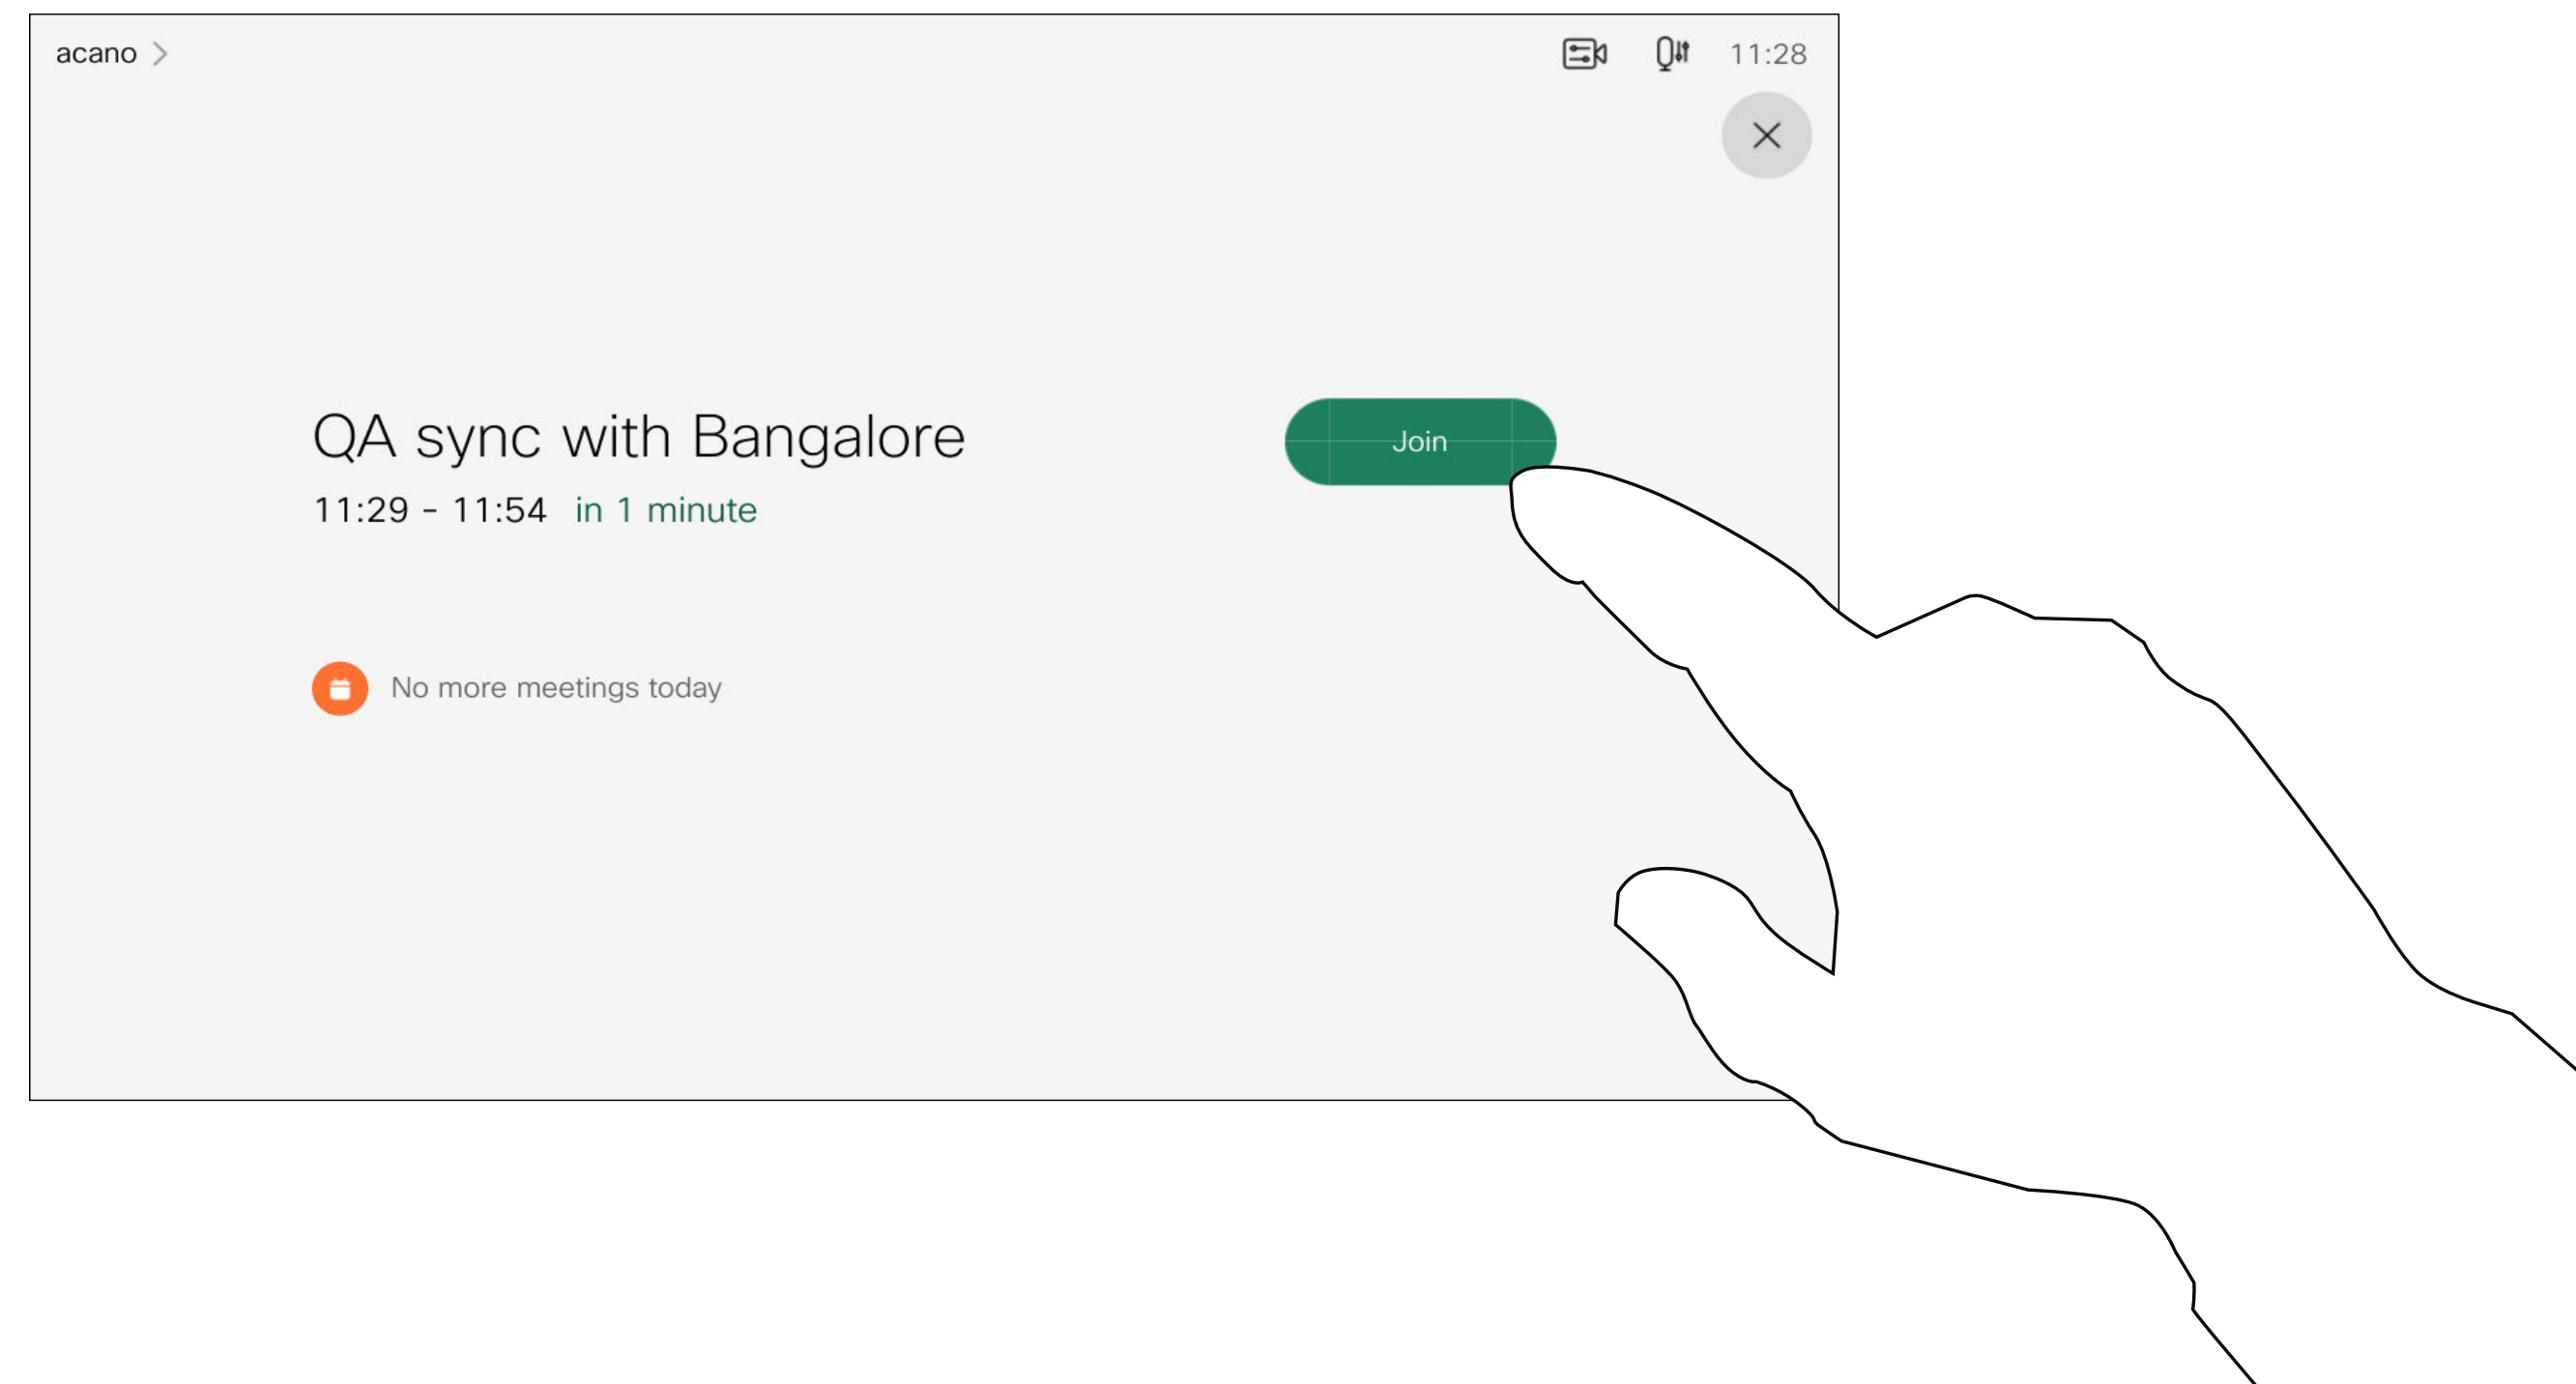 acano
11:28
QA sync with Bangalore
Join
11:29 - 11:54 in 1 minute
No more meetings today